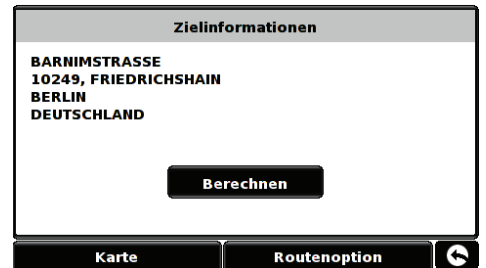 Zielinformationen
BARNIMSTRASSE
10249, FRIEDRICHSHAIN
BERLIN
DEUTSCHLAND
Berechnen
Karte
Routenoption